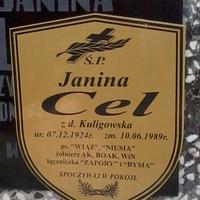 JANINA
Ś.P.
Janina
Cel
z d. Kuligowska
ur. 07.12.1924r. zm. 10.06.1989r.
ps. "WIĄZ", "NIUSIA"
żołnierz AK, ROAK, WiN
łączniczka "ZAPORY" i "RYSIA"
SPOCZYWAJ W POKOJU